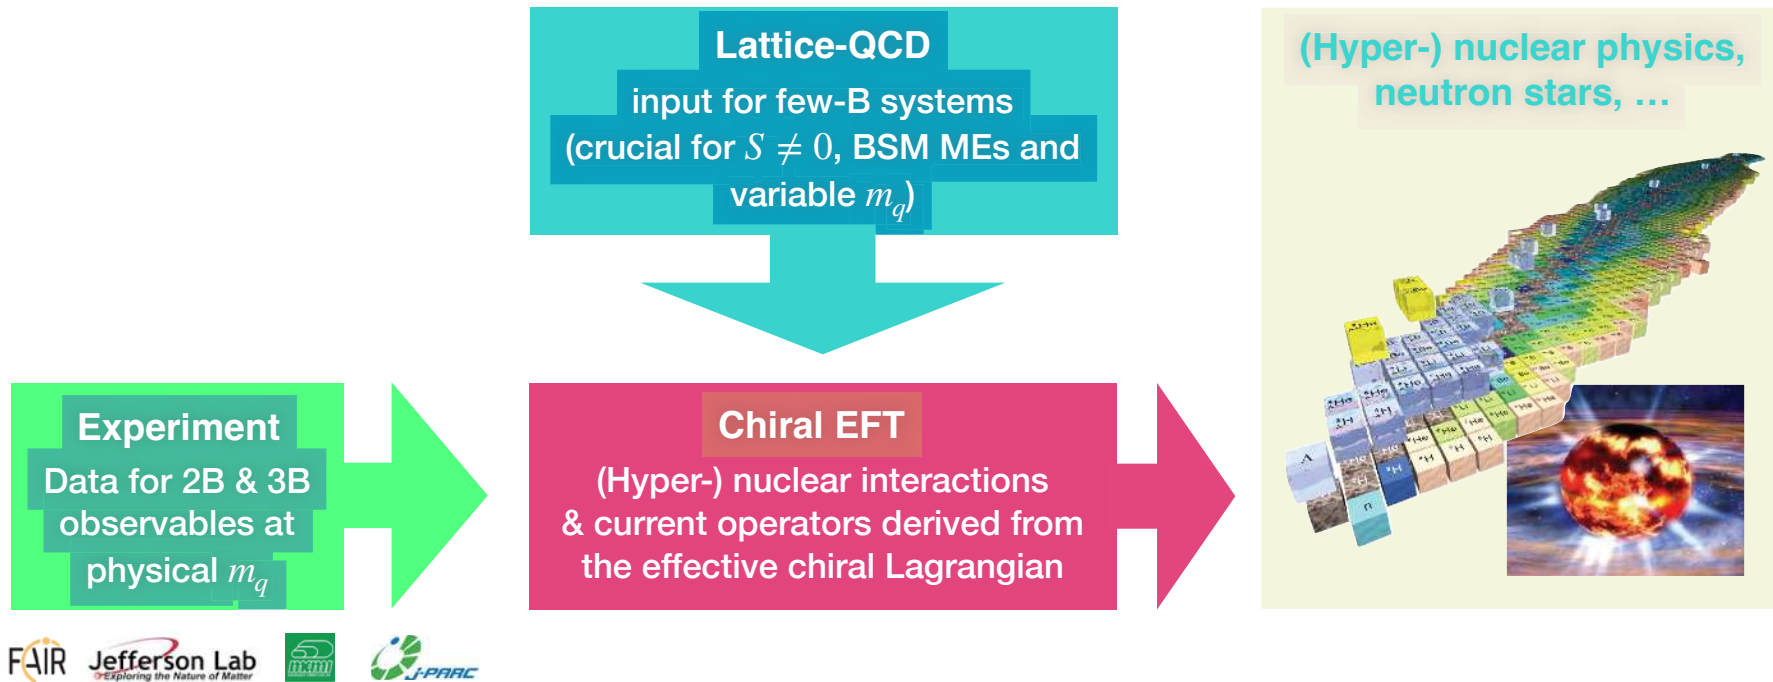 Lattice-QCD
input for few-B systems
(crucial for S ≠ 0, BSM MEs and
variable m_q)
(Hyper-) nuclear physics,
neutron stars, …
Experiment
Data for 2B & 3B
observables at
physical m_q
Chiral EFT
(Hyper-) nuclear interactions
& current operators derived from
the effective chiral Lagrangian
FAIR
Jefferson Lab
Exploring the Nature of Matter
J-PARC